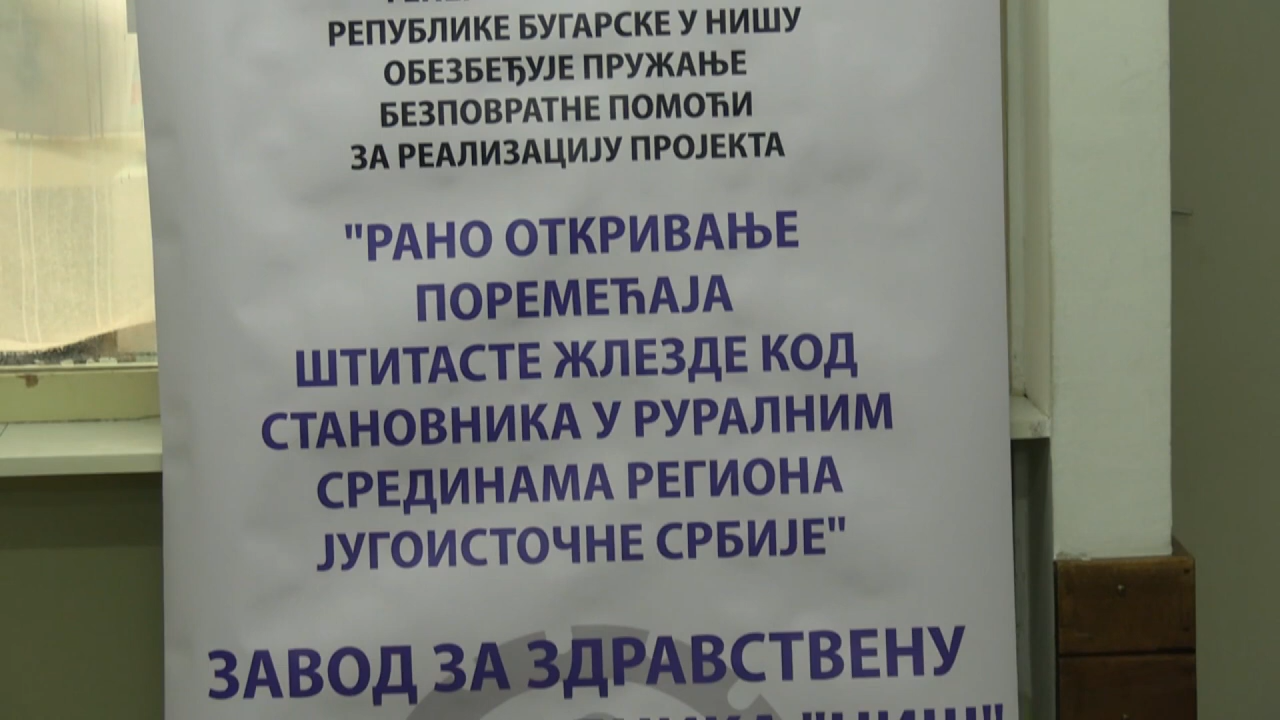 РЕПУБЛИКЕ БУГАРСКЕ У НИШУ
ОБЕЗБЕЂУЈЕ ПРУЖАЊЕ
БЕЗПОВРАТНЕ ПОМОЋИ
ЗА РЕАЛИЗАЦИЈУ ПРОЈЕКТА
"РАНО ОТКРИВАЊЕ
ПОРЕМЕЋАЈА
ШТИТАСТЕ ЖЛЕЗДЕ КОД
СТАНОВНИКА У РУРАЛНИМ
СРЕДИНАМА РЕГИОНА
ЈУГОИСТОЧНЕ СРБИЈЕ"
ЗАВОД ЗА ЗДРАВСТВЕНУ
"НИШ"